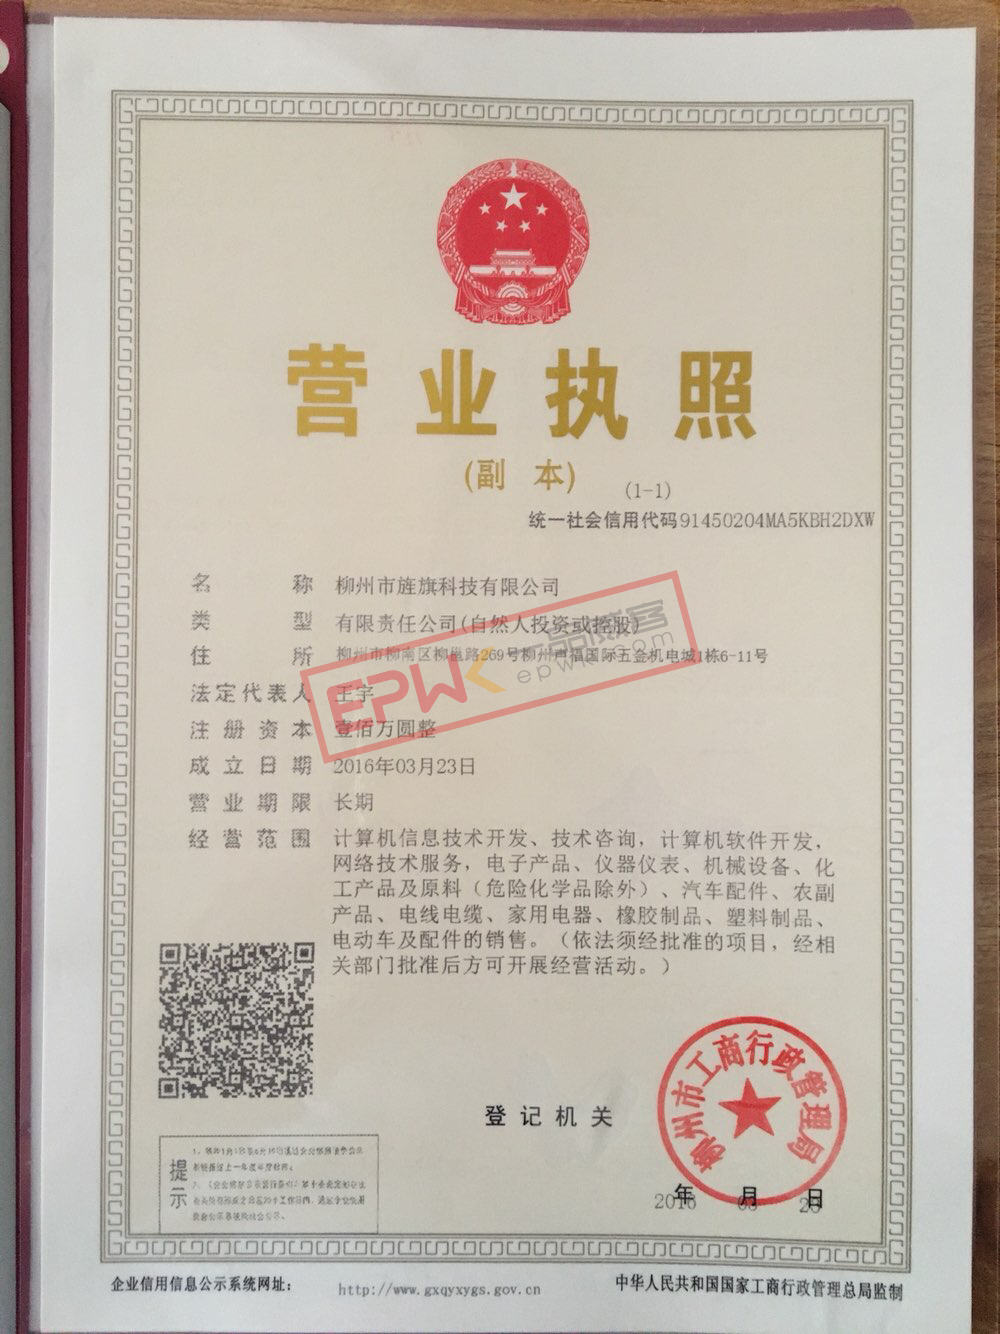 营业执照
(副 本)
(1-1)
统一社会信用代码91450204MA5KBH2DXW
名 称 柳州市旌旗科技有限公司
类 型 有限责任公司(自然人投资或控股)
住 所 柳州市柳南区柳邕路269号柳州 福国际五金机电城1栋6-11号
法定代表人 王宇
注册资本 壹佰万圆整
成立日期 2016年03月23日
营业期限 长期
经营范围 计算机信息技术开发、技术咨询，计算机软件开发，
网络技术服务，电子产品、仪器仪表、机械设备、化
工产品及原料（危险化学品除外）、汽车配件、农副
产品、电线电缆、家用电器、橡胶制品、塑料制品、
电动车及配件的销售。（依法须经批准的项目，经相
关部门批准后方可开展经营活动。）
EPWK
一品威客
epwk.com
登记机关
柳州市工商行政管理局
2016年03月23日
提示
企业信用信息公示系统网址： http://www.gxqyxygs.gov.cn
中华人民共和国国家工商行政管理总局监制